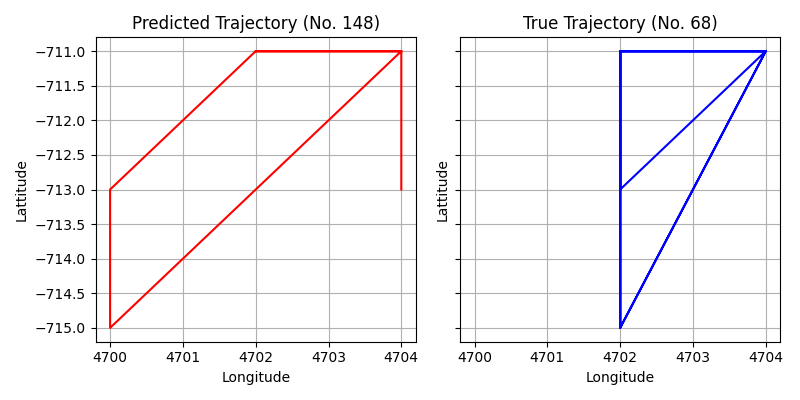 Predicted Trajectory (No. 148)
True Trajectory (No. 68)
Lattitude
−711.0
−711.5
−712.0
−712.5
−713.0
−713.5
−714.0
−714.5
−715.0
4700 4701 4702 4703 4704
Longitude
Lattitude
4700 4701 4702 4703 4704
Longitude